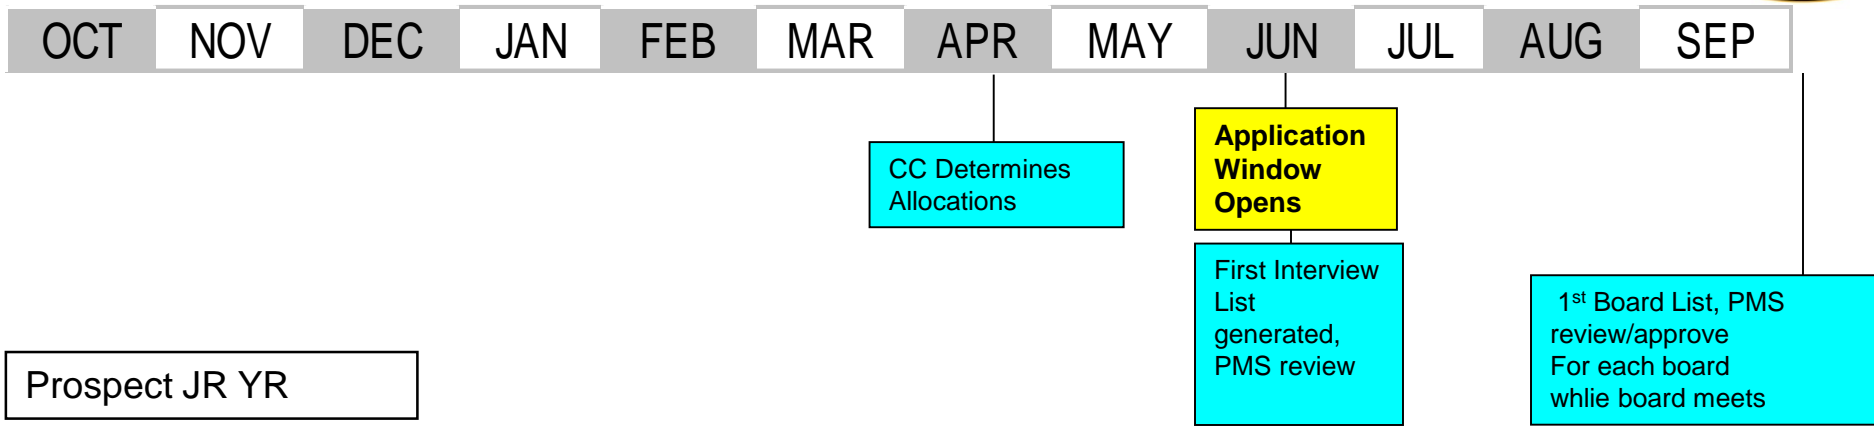 OCT NOV DEC JAN FEB MAR APR MAY JUN JUL AUG SEP
CC Determines
Allocations
Application
Window
Opens
First Interview
List
generated,
PMS review
1st Board List, PMS
review/approve
For each board
whlie board meets
Prospect JR YR